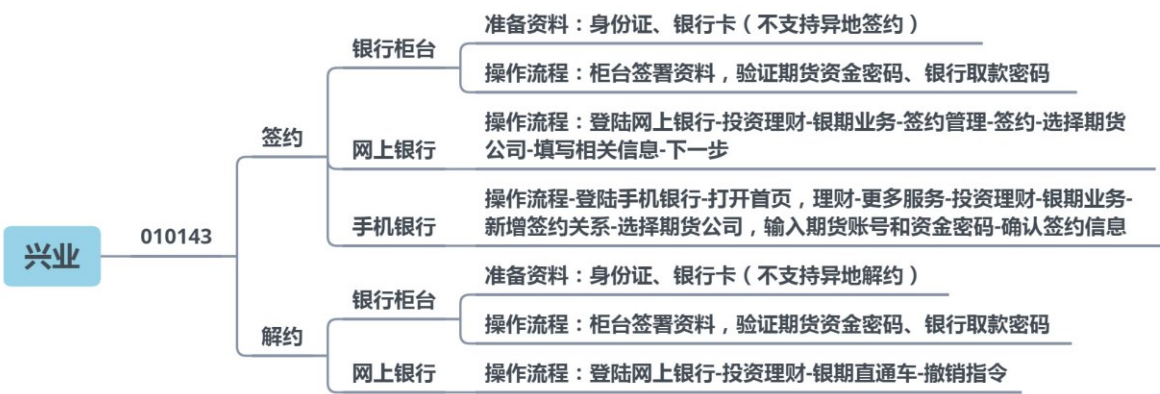 兴业
010143
签约
银行柜台
准备资料：身份证、银行卡（不支持异地签约）
操作流程：柜台签署资料，验证期货资金密码、银行取款密码
网上银行
操作流程：登陆网上银行-投资理财-银期业务-签约管理-签约-选择期货
公司-填写相关信息-下一步
手机银行
操作流程-登陆手机银行-打开首页，理财-更多服务-投资理财-银期业务-
新增签约关系-选择期货公司，输入期货账号和资金密码-确认签约信息
解约
银行柜台
准备资料：身份证、银行卡（不支持异地解约）
操作流程：柜台签署资料，验证期货资金密码、银行取款密码
网上银行
操作流程：登陆网上银行-投资理财-银期直通车-撤销指令